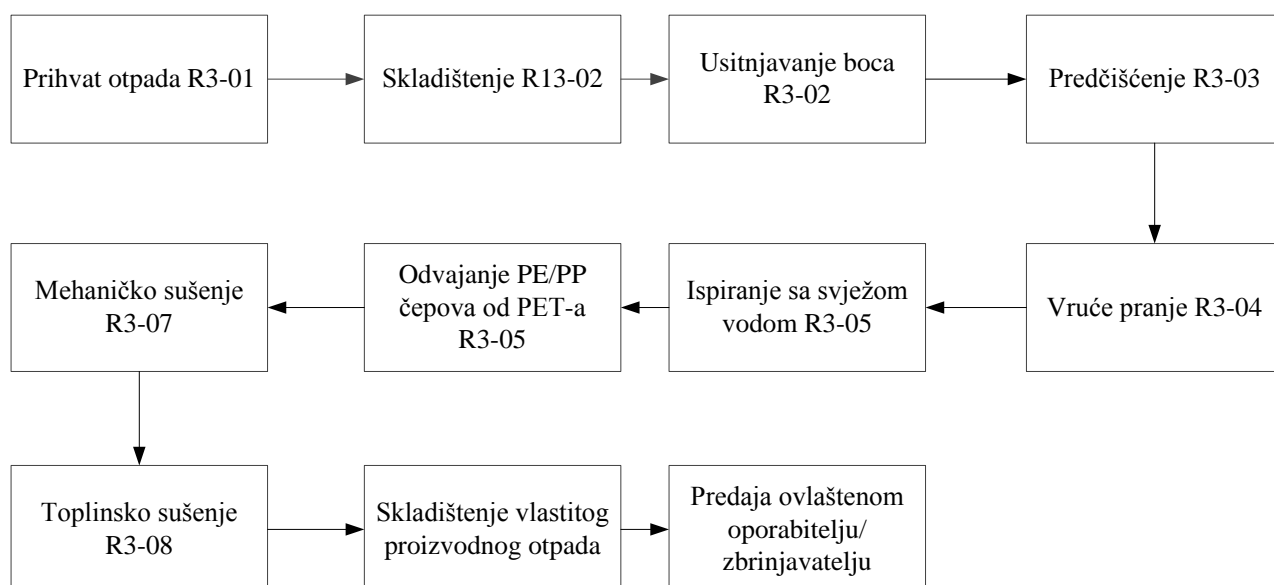 Prihvat otpada R3-01
Skladištenje R13-02
Usitnjavanje boca
R3-02
Predčišćenje R3-03
Vruće pranje R3-04
Ispiranje sa svježom
vodom R3-05
Odvajanje PE/PP
čepova od PET-a
R3-05
Mehaničko sušenje
R3-07
Toplinsko sušenje
R3-08
Skladištenje vlastitog
proizvodnog otpada
Predaja ovlaštenom
oporabitelju/
zbrinjavatelju